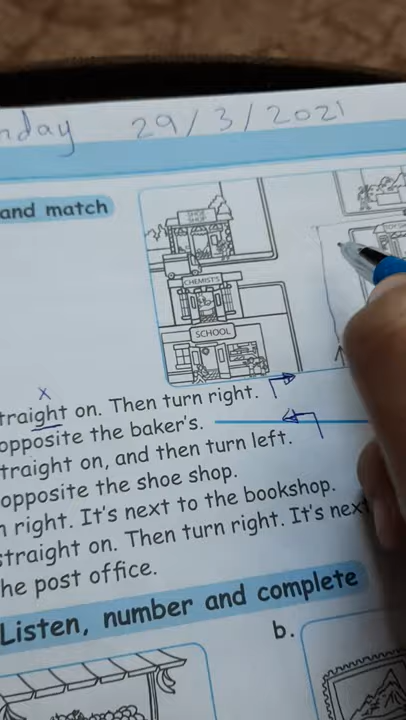 nday 29/3/2021
and match
SHOE SHOP
CHEMIST'S
SCHOOL
x
traight on. Then turn right.
opposite the baker's.
traight on, and then turn left.
opposite the shoe shop.
n right. It's next to the bookshop.
straight on. Then turn right. It's next
he post office.
Listen, number and complete
b.